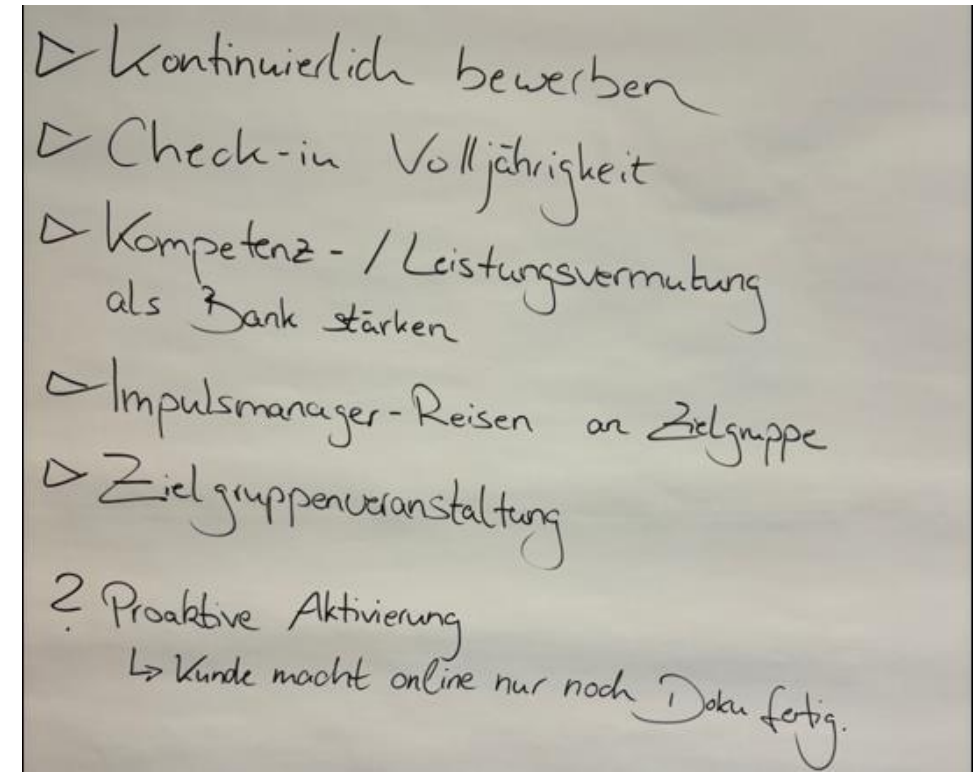 ▷ Kontinuierlich bewerben
▷ Check-in Volljährigkeit
▷ Kompetenz- / Leistungsvermutung
als Bank stärken
▷ Impulsmanager-Reisen an Zielgruppe
▷ Zielgruppenveranstaltung
? Proaktive Aktivierung
↳ Kunde macht online nur noch Doku fertig.